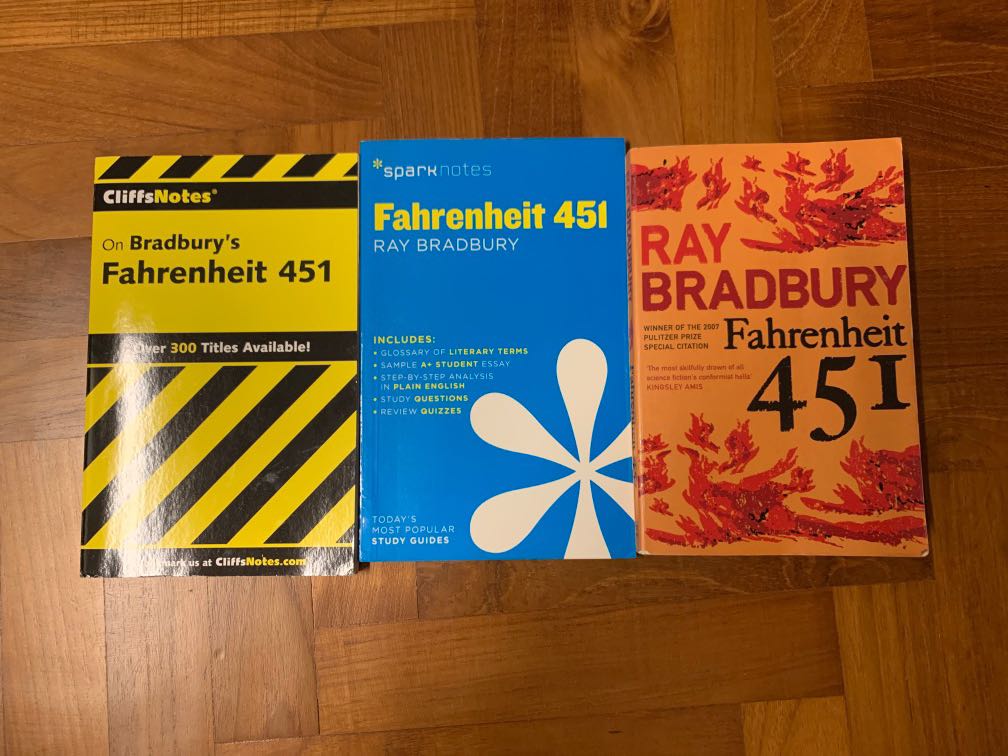 CliffsNotes®
On Bradbury's
Fahrenheit 451
Over 300 Titles Available!
mark us at CliffsNotes.com
*sparknotes
Fahrenheit 451
RAY BRADBURY
INCLUDES:
• GLOSSARY OF LITERARY TERMS
• SAMPLE A+ STUDENT ESSAY
• STEP-BY-STEP ANALYSIS
IN PLAIN ENGLISH
• STUDY QUESTIONS
• REVIEW QUIZZES
TODAY'S
MOST POPULAR
STUDY GUIDES
RAY
BRADBURY
WINNER OF THE 2007
PULITZER PRIZE
SPECIAL CITATION
Fahrenheit
451
'The most skilfully drawn of all
science fiction's conformist hells'
KINGSLEY AMIS